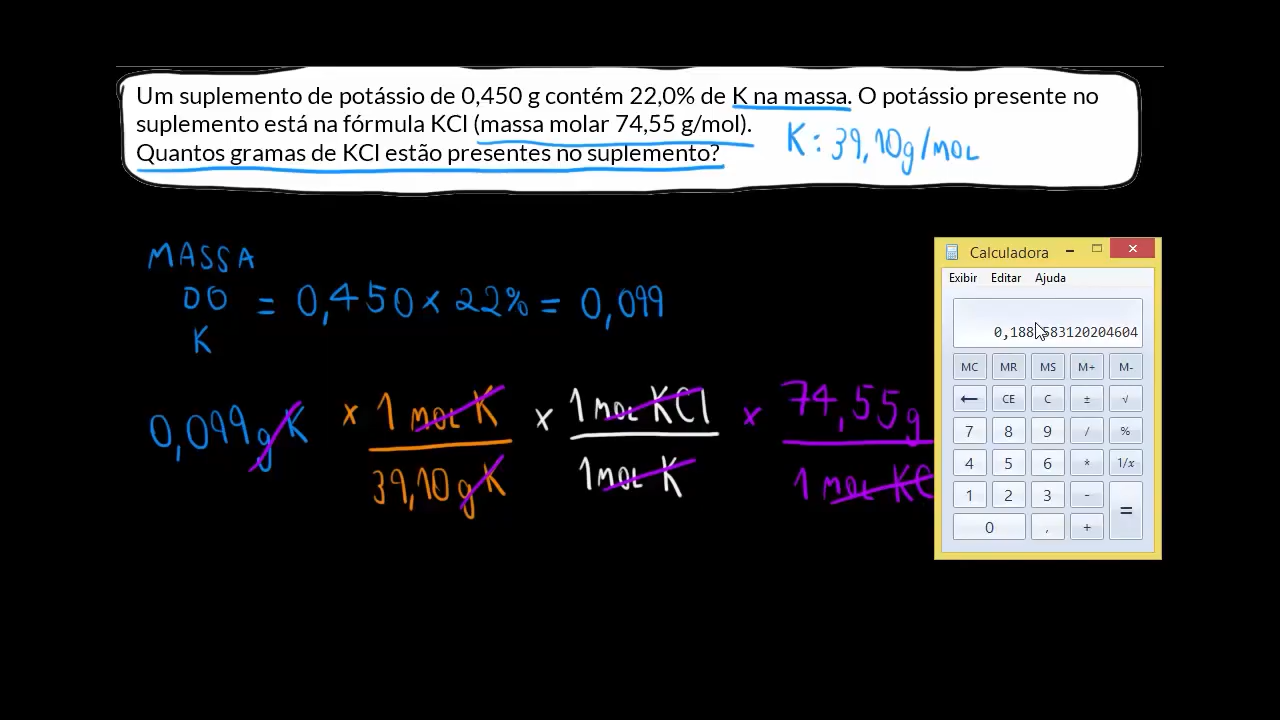 Um suplemento de potássio de 0,450 g contém 22,0% de K na massa. O potássio presente no
suplemento está na fórmula KCl (massa molar 74,55 g/mol).
Quantos gramas de KCl estão presentes no suplemento?
K: 39,10g/MOL
MASSA
DO = 0,450 x 22% = 0,099
K
0,099 g K x 1 MOL K x 1 MOL KCl x 74,55 g
39,10 g K 1 MOL K 1 MOL KC
Calculadora
Exibir Editar Ajuda
MC MR MS M+ M-
← CE C ± √
7 8 9 / %
4 5 6 * 1/x
1 2 3 - =
0 , +